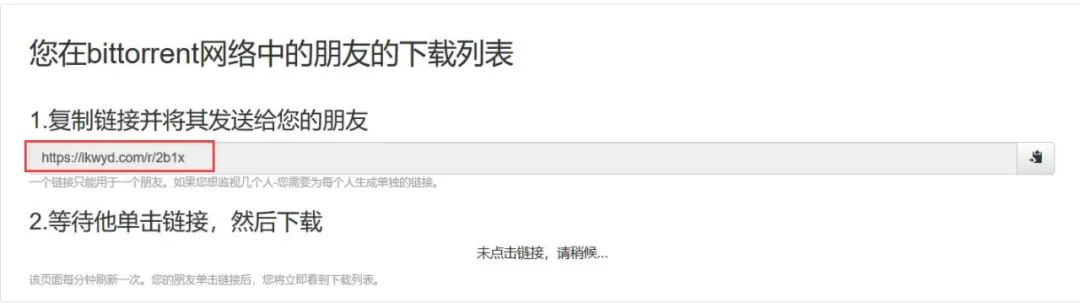 您在bittorrent网络中的朋友的下载列表
1.复制链接并将其发送给您的朋友
https://ikwyd.com/r/2b1x
一个链接只能用于一个朋友。如果您想监视几个人-您需要为每个人生成单独的链接。
2.等待他单击链接，然后下载
未点击链接，请稍候...
该页面每分钟刷新一次。您的朋友单击链接后，您将立即看到下载列表。